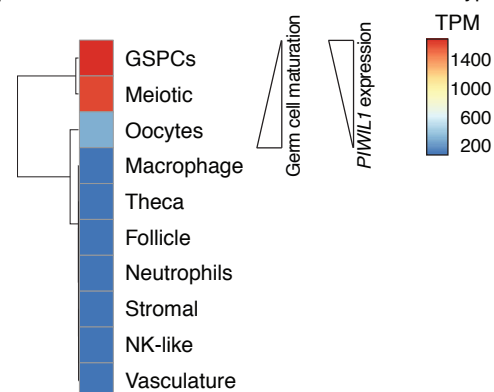 TPM
GSPCs
Meiotic
Oocytes
Macrophage
Theca
Follicle
Neutrophils
Stromal
NK-like
Vasculature
Germ cell maturation
PIWIL1 expression
1400
1000
600
200